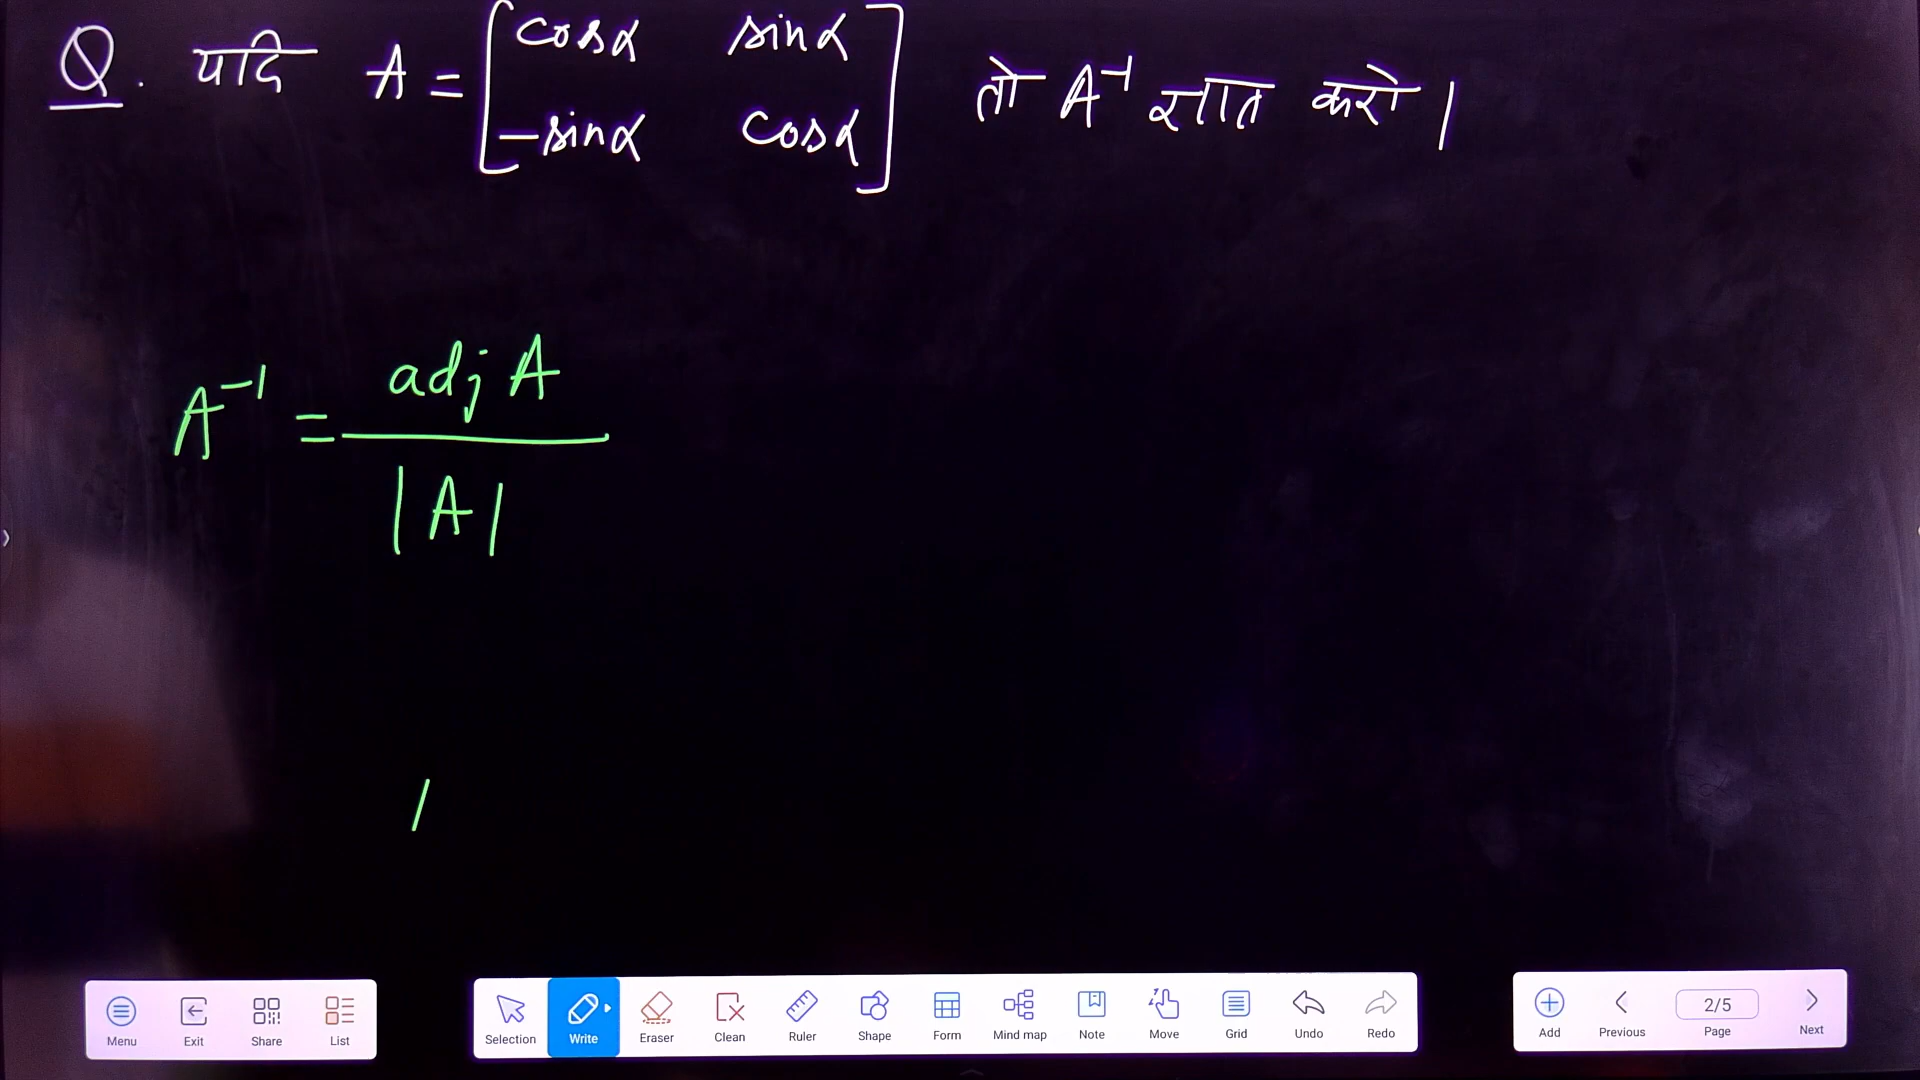 Q. यदि A = [cosα sinα
-sinα cosα] तो A⁻¹ ज्ञात करो।
A⁻¹ = adj A
|A|
/
Menu Exit Share List Selection Write Eraser Clean Ruler Shape Form Mind map Note Move Grid Undo Redo Add Previous 2/5 Page Next